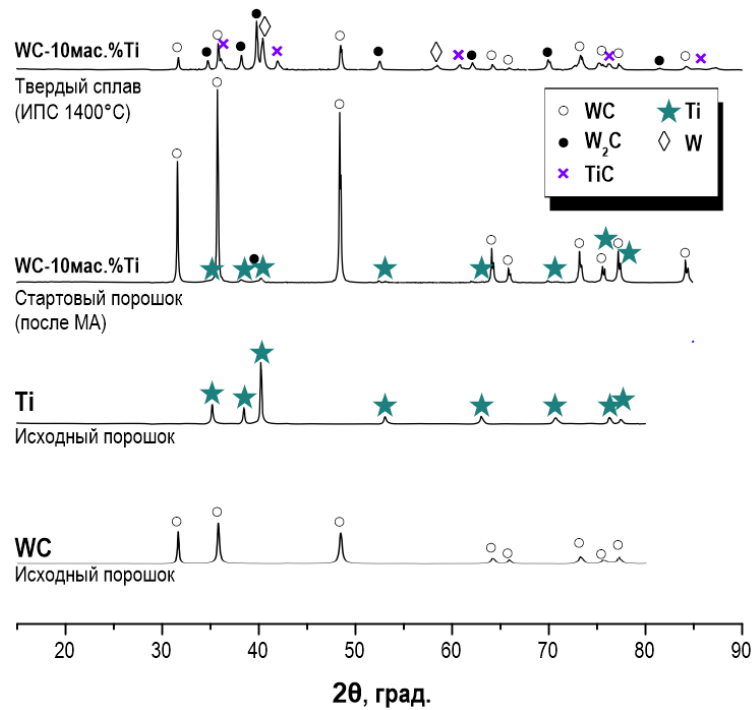 WC-10мас.%Ti
Твердый сплав
(ИПС 1400°C)
WC
Ti
W₂C
W
TiC
WC-10мас.%Ti
Стартовый порошок
(после МА)
Ti
Исходный порошок
WC
Исходный порошок
20 30 40 50 60 70 80 90
2θ, град.